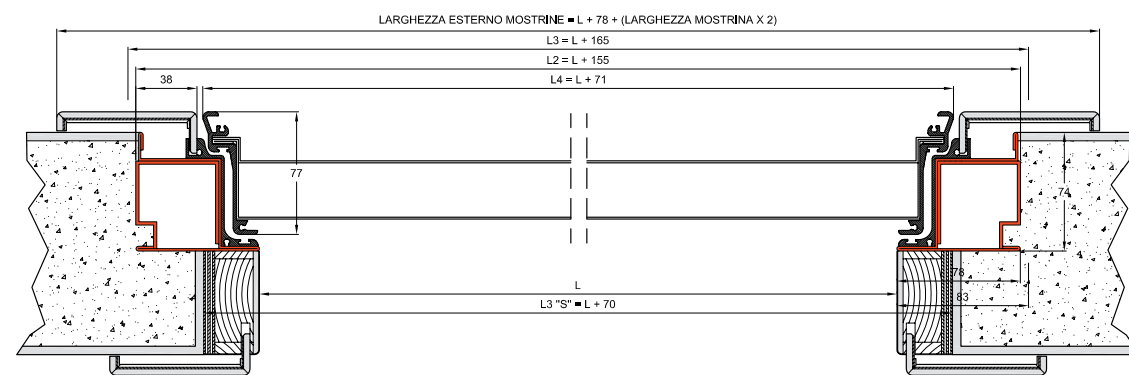 LARGHEZZA ESTERNO MOSTRINE = L + 78 + (LARGHEZZA MOSTRINA X 2)
L3 = L + 165
L2 = L + 155
38
L4 = L + 71
77
74
78
L
83
L3 "S" = L + 70